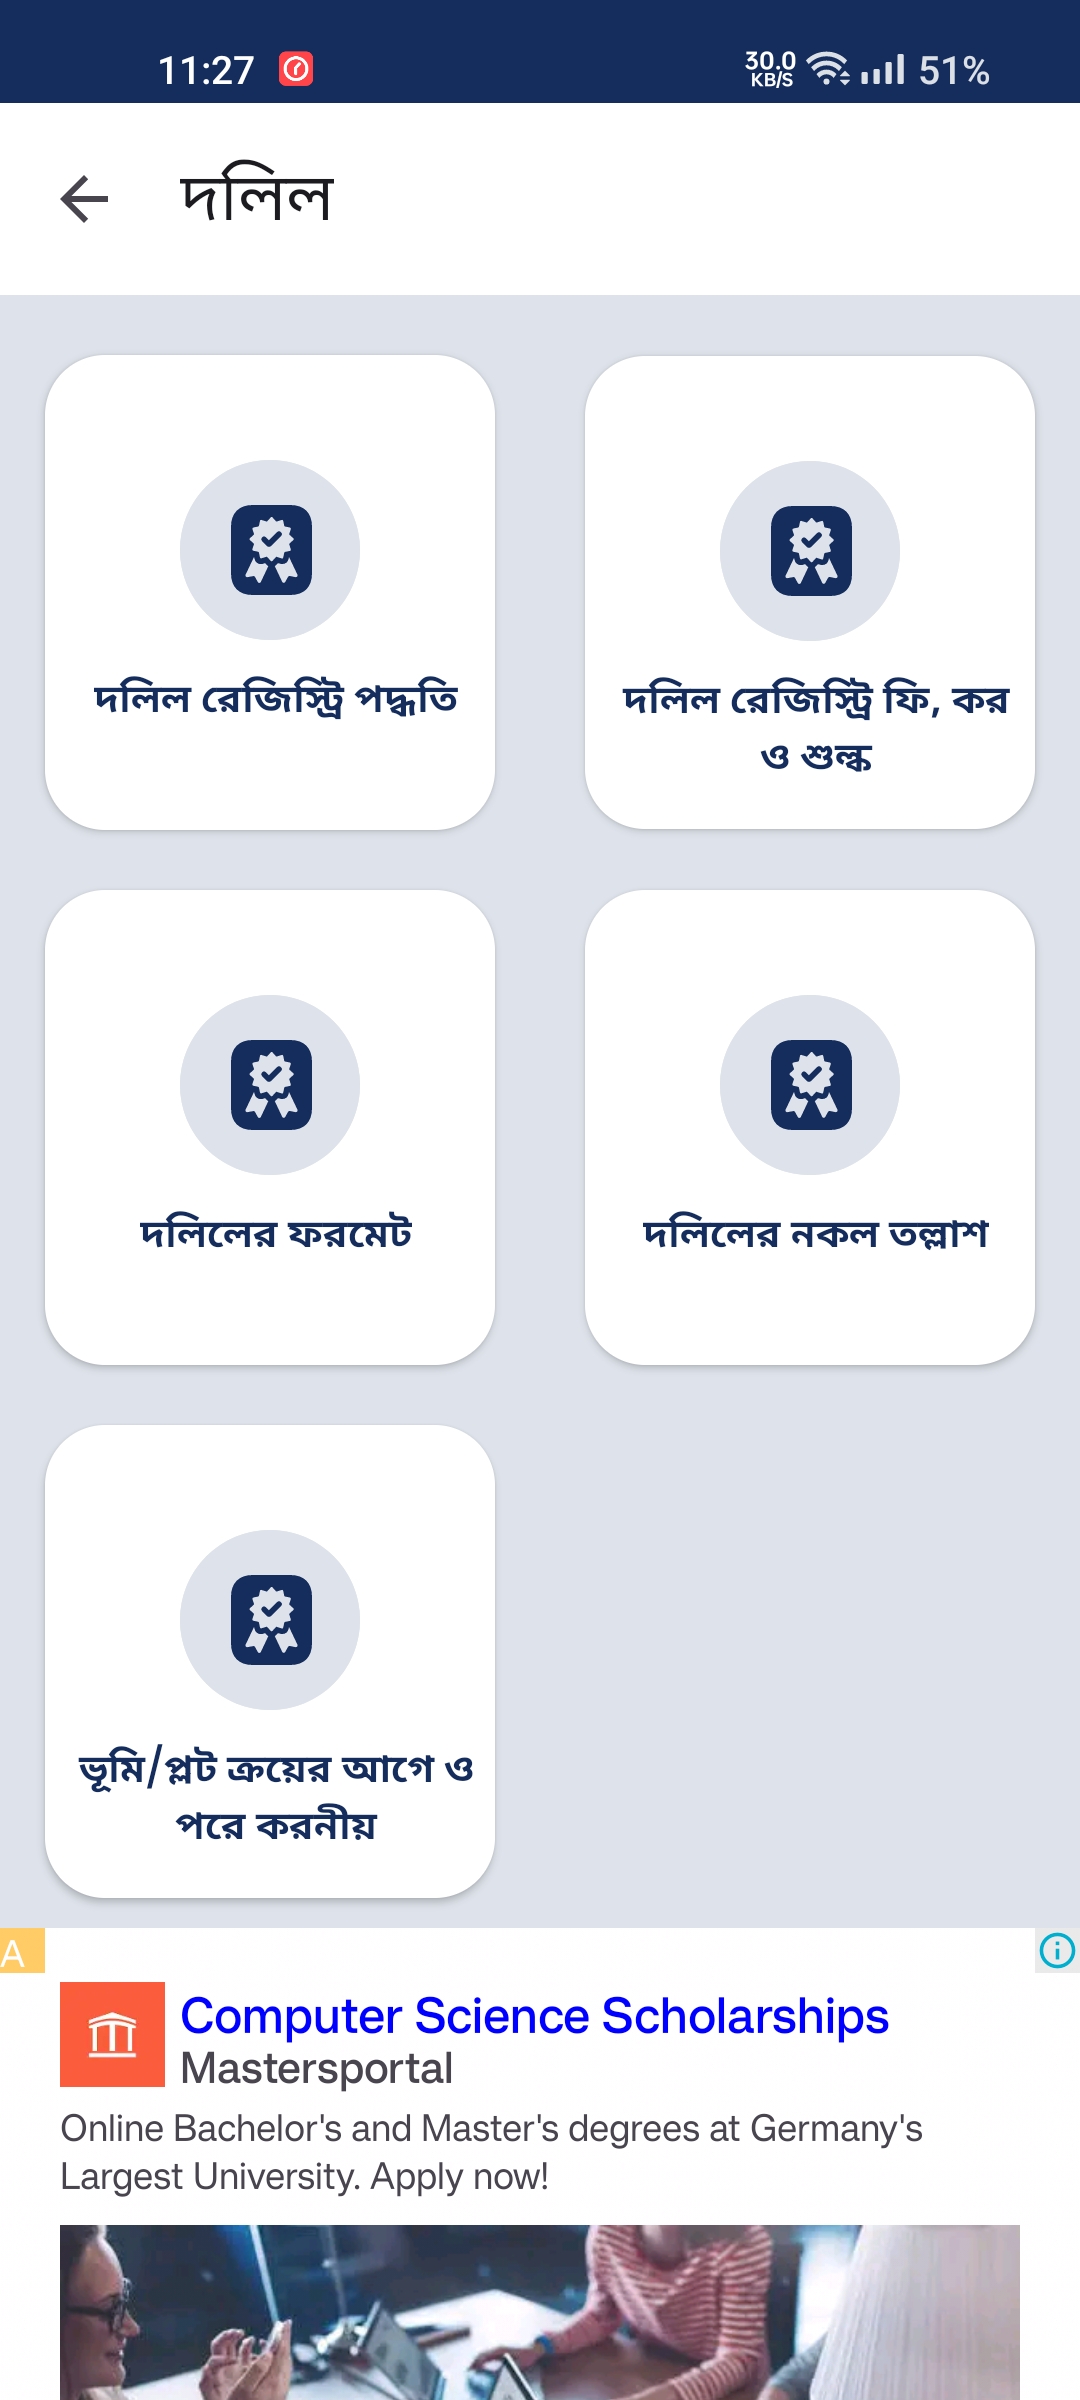 11:27
30.0
KB/S
51%
দলিল
দলিল রেজিস্ট্রি পদ্ধতি
দলিল রেজিস্ট্রি ফি, কর
ও শুল্ক
দলিলের ফরমেট
দলিলের নকল তল্লাশ
ভূমি/প্লট ক্রয়ের আগে ও
পরে করনীয়
A
Computer Science Scholarships
Mastersportal
Online Bachelor's and Master's degrees at Germany's
Largest University. Apply now!